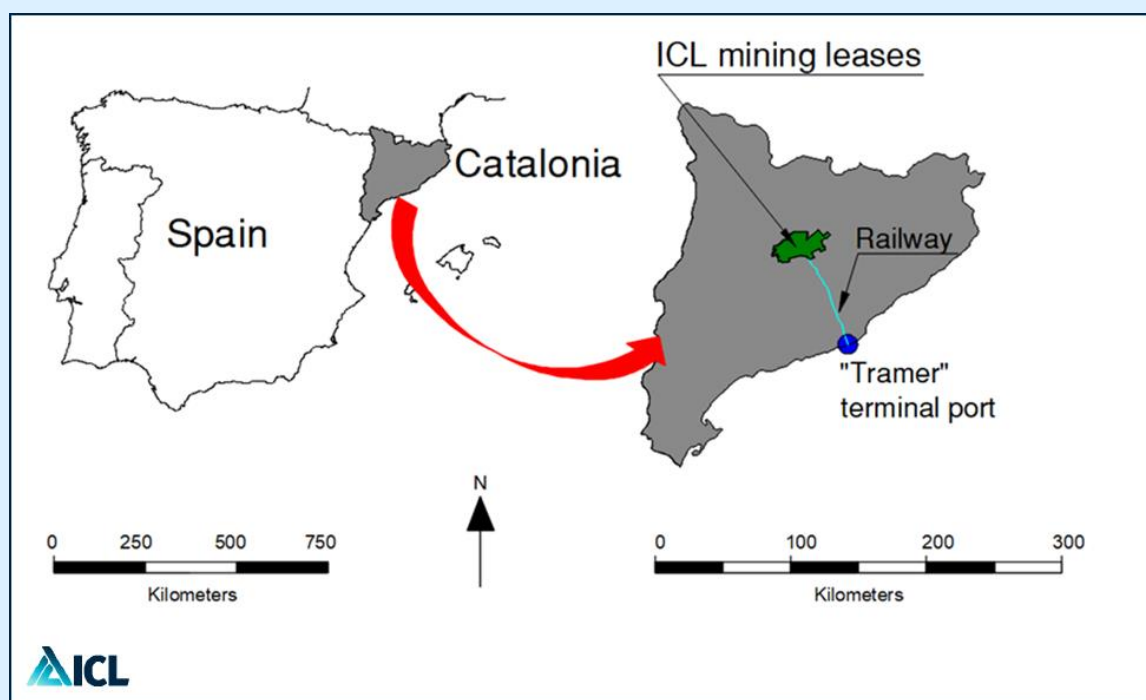 ICL mining leases
Catalonia
Spain
Railway
"Tramer"
terminal port
N
0 250 500 750
Kilometers
0 100 200 300
Kilometers
ICL